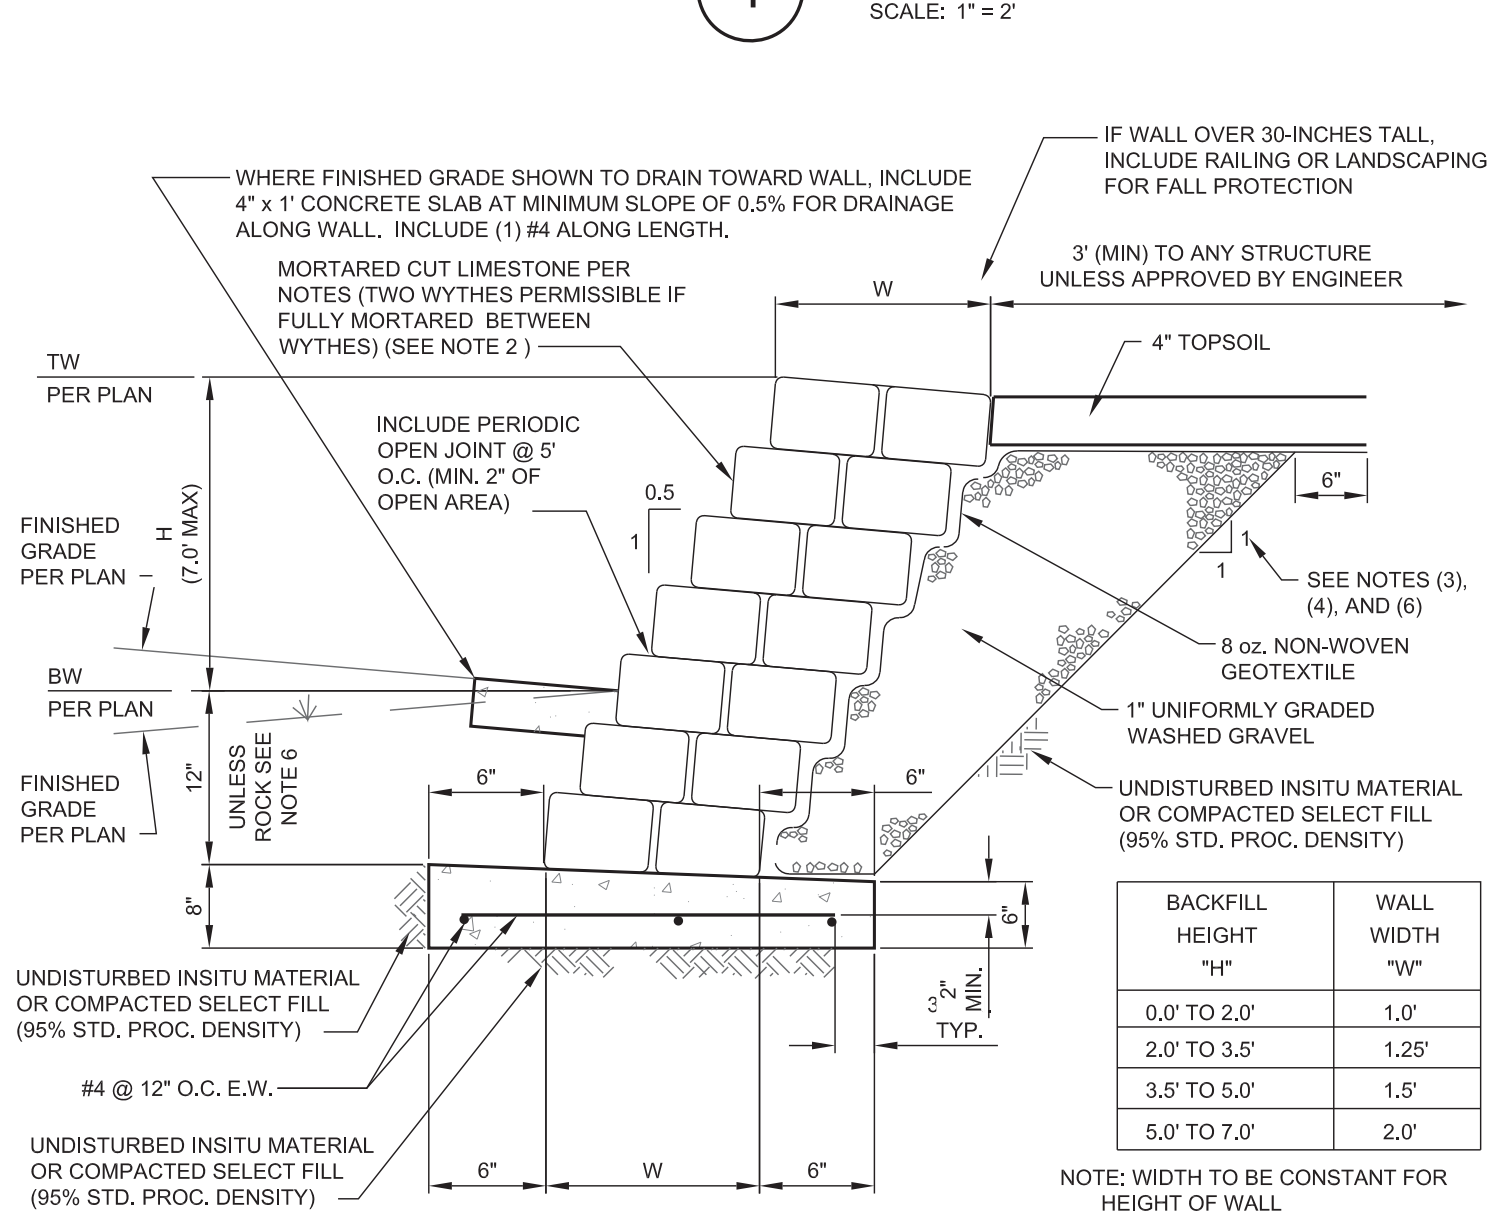 SCALE: 1" = 2'
IF WALL OVER 30-INCHES TALL,
INCLUDE RAILING OR LANDSCAPING
FOR FALL PROTECTION
WHERE FINISHED GRADE SHOWN TO DRAIN TOWARD WALL, INCLUDE
4" x 1' CONCRETE SLAB AT MINIMUM SLOPE OF 0.5% FOR DRAINAGE
ALONG WALL. INCLUDE (1) #4 ALONG LENGTH.
3' (MIN) TO ANY STRUCTURE
UNLESS APPROVED BY ENGINEER
MORTARED CUT LIMESTONE PER
NOTES (TWO WYTHES PERMISSIBLE IF
FULLY MORTARED BETWEEN
WYTHES) (SEE NOTE 2 )
W
4" TOPSOIL
TW
PER PLAN
INCLUDE PERIODIC
OPEN JOINT @ 5'
O.C. (MIN. 2" OF
OPEN AREA)
0.5
1
6"
H
(7.0' MAX)
FINISHED
GRADE
PER PLAN
1
1
SEE NOTES (3),
(4), AND (6)
8 oz. NON-WOVEN
GEOTEXTILE
BW
PER PLAN
1" UNIFORMLY GRADED
WASHED GRAVEL
12"
UNLESS
ROCK SEE
NOTE 6
FINISHED
GRADE
PER PLAN
6"
6"
UNDISTURBED INSITU MATERIAL
OR COMPACTED SELECT FILL
(95% STD. PROC. DENSITY)
8"
6"
UNDISTURBED INSITU MATERIAL
OR COMPACTED SELECT FILL
(95% STD. PROC. DENSITY)
2"
MIN.
3
TYP.
#4 @ 12" O.C. E.W.
UNDISTURBED INSITU MATERIAL
OR COMPACTED SELECT FILL
(95% STD. PROC. DENSITY)
6"
W
6"
BACKFILL HEIGHT "H"
WALL WIDTH "W"
0.0' TO 2.0' 1.0'
2.0' TO 3.5' 1.25'
3.5' TO 5.0' 1.5'
5.0' TO 7.0' 2.0'
NOTE: WIDTH TO BE CONSTANT FOR
HEIGHT OF WALL